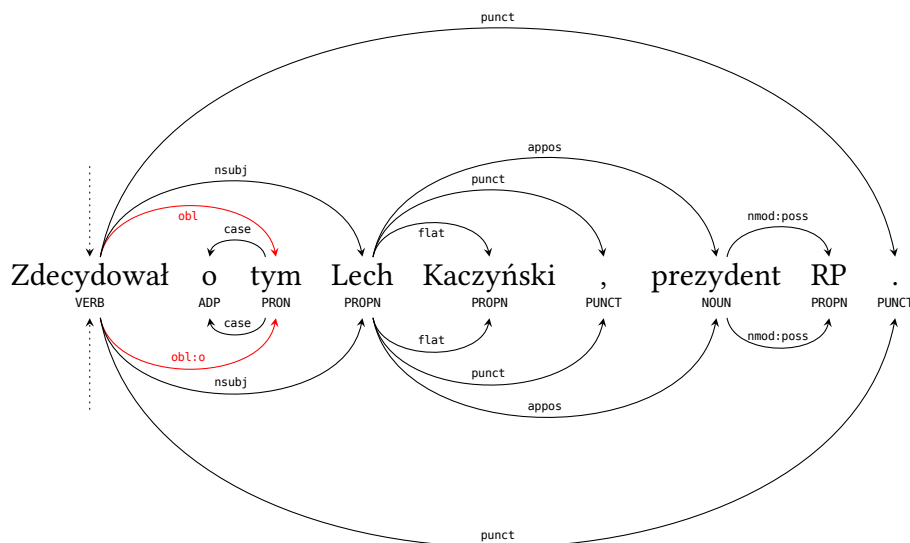 punct
appos
nsubj
punct
obl
nmod:poss
case
flat
Zdecydował o tym Lech Kaczyński , prezydent RP .
VERB ADP PRON PROPN PROPN PUNCT NOUN PROPN PUNCT
case
flat
nmod:poss
obl:o
punct
nsubj
appos
punct